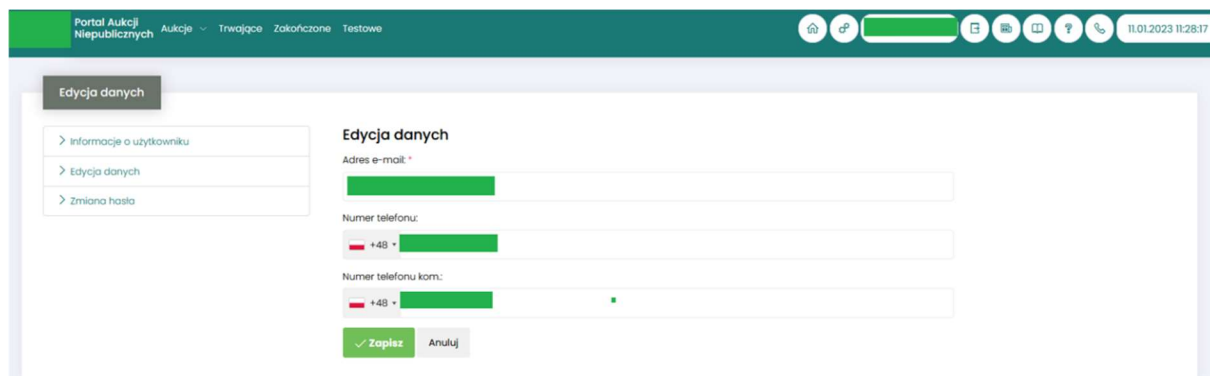 Portal Aukcji
Niepublicznych Aukcje Trwające Zakończone Testowe 11.01.2023 11:28:17
Edycja danych
Informacje o użytkowniku
Edycja danych
Zmiana hasła
Edycja danych
Adres e-mail: *
Numer telefonu:
+48
Numer telefonu kom.:
+48
Zapisz Anuluj